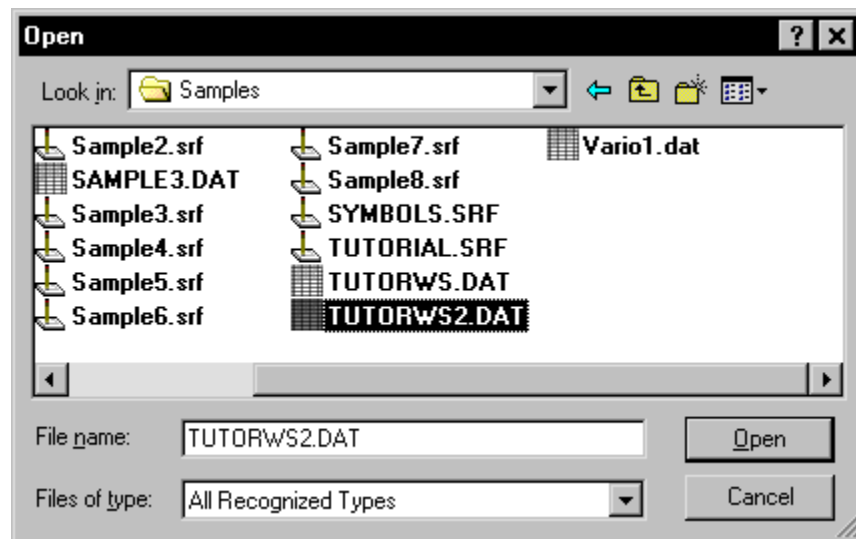 Open
Look in: Samples
Sample2.srf Sample7.srf Vario1.dat
SAMPLE3.DAT Sample8.srf
Sample3.srf SYMBOLS.SRF
Sample4.srf TUTORIAL.SRF
Sample5.srf TUTORWS.DAT
Sample6.srf TUTORWS2.DAT
File name: TUTORWS2.DAT Open
Files of type: All Recognized Types Cancel